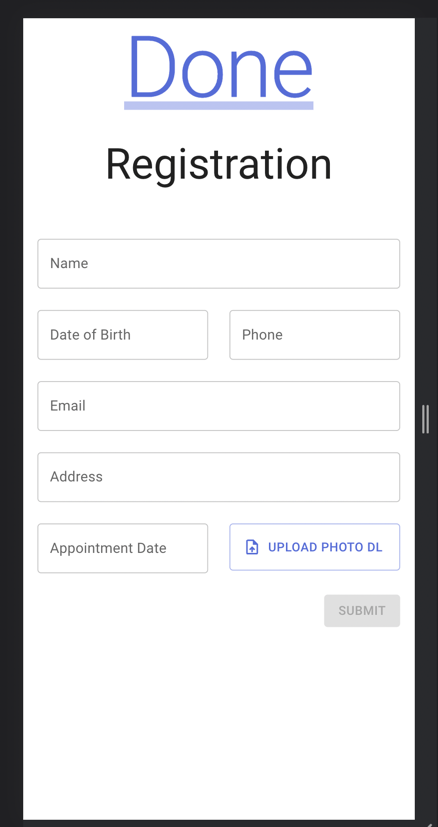 Done
Registration
Name
Date of Birth
Phone
Email
Address
Appointment Date
UPLOAD PHOTO DL
SUBMIT